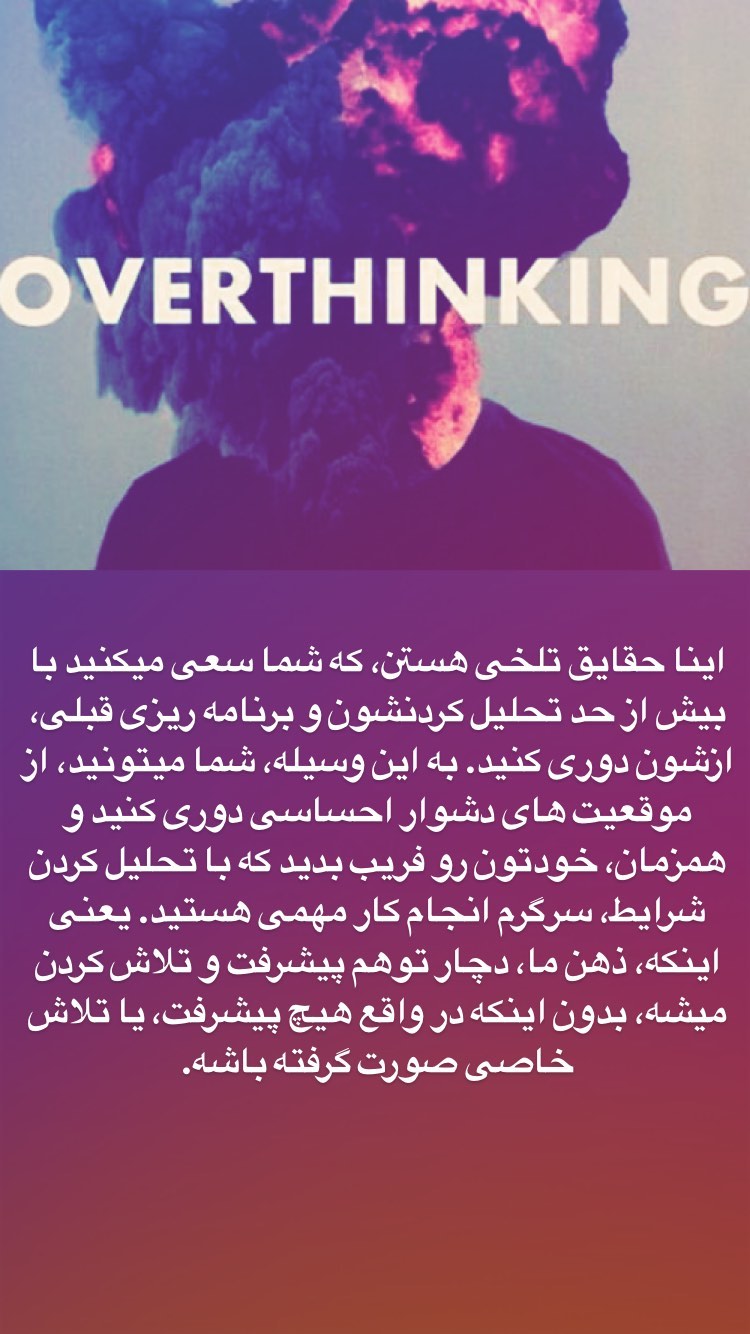 OVERTHINKING
اینا حقایق تلخی هستن، که شما سعی میکنید با
بیش از حد تحلیل کردنشون و برنامه ریزی قبلی،
ازشون دوری کنید. به این وسیله، شما میتونید، از
موقعیت های دشوار احساسی دوری کنید و
همزمان، خودتون رو فریب بدید که با تحلیل کردن
شرایط، سرگرم انجام کار مهمی هستید. یعنی
اینکه، ذهن ما، دچار توهم پیشرفت و تلاش کردن
میشه، بدون اینکه در واقع هیچ پیشرفت، یا تلاش
خاصی صورت گرفته باشه.